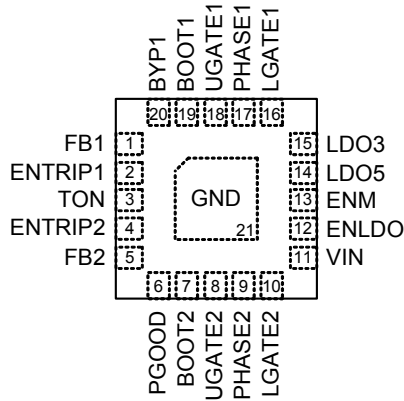 BYP1 BOOT1 UGATE1 PHASE1 LGATE1
20 19 18 17 16
FB1 1 15 LDO3
ENTRIP1 2 14 LDO5
TON 3 GND 13 ENM
ENTRIP2 4 21 12 ENLDO
FB2 5 11 VIN
6 7 8 9 10
PGOOD BOOT2 UGATE2 PHASE2 LGATE2